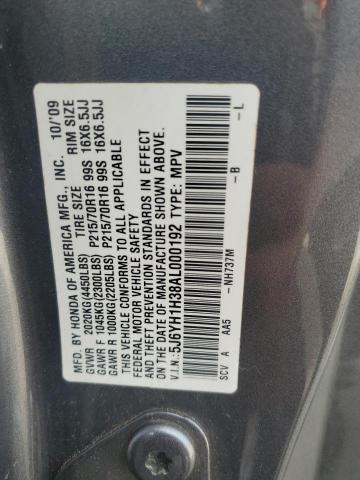 MFD. BY HONDA OF AMERICA MFG., INC. 10/'09
TIRE SIZE RIM SIZE
GVWR 2020KG(4450LBS)
GAWR F 1045KG(2300LBS) P215/70R16 99S 16X6.5JJ
GAWR R 1000KG(2205LBS) P215/70R16 99S 16X6.5JJ
THIS VEHICLE CONFORMS TO ALL APPLICABLE
FEDERAL MOTOR VEHICLE SAFETY STANDARDS IN EFFECT
AND THEFT PREVENTION STANDARDS
ON THE DATE OF MANUFACTURE SHOWN ABOVE.
V.I.N.: 5J6YH1H38AL000192 TYPE: MPV
SCV A AA5 -NH737M -B -L